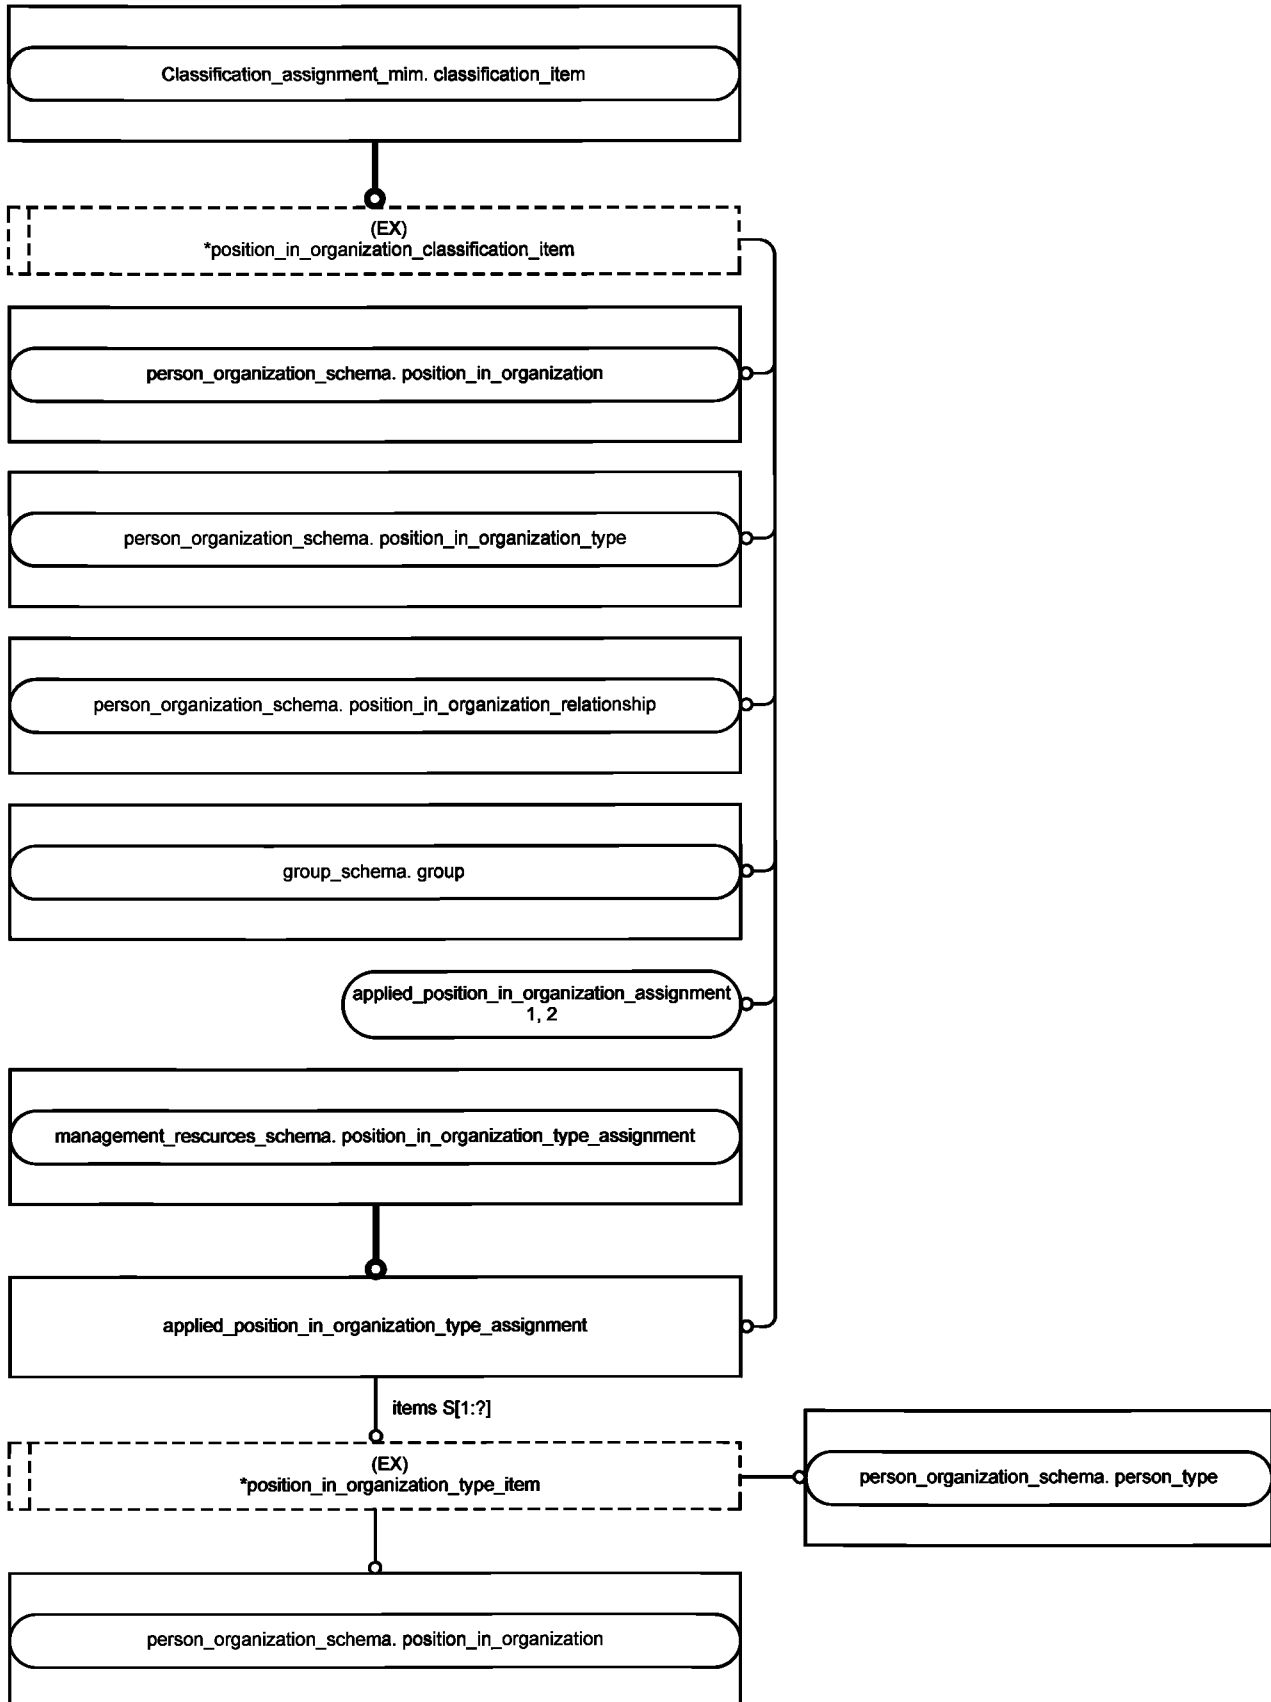 Classification_assignment_mim. classification_item
(EX)
*position_in_organization_classification_item
person_organization_schema. position_in_organization
person_organization_schema. position_in_organization_type
person_organization_schema. position_in_organization_relationship
group_schema. group
applied_position_in_organization_assignment
1, 2
management_rescurces_schema. position_in_organization_type_assignment
applied_position_in_organization_type_assignment
items S[1:?]
(EX)
*position_in_organization_type_item
person_organization_schema. person_type
person_organization_schema. position_in_organization